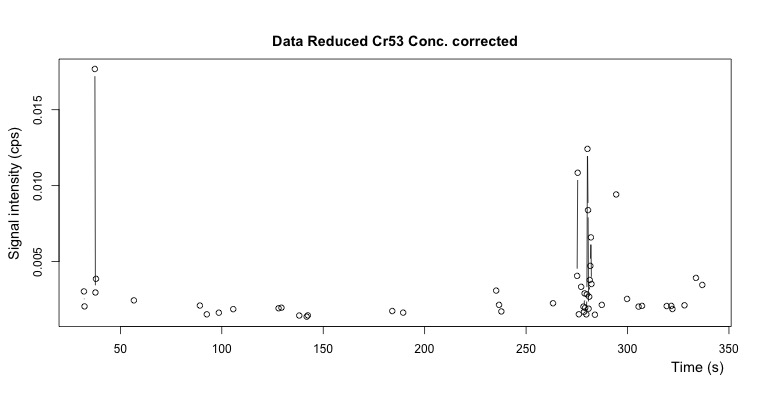 Data Reduced Cr53 Conc. corrected
Signal intensity (cps)
0.015
0.010
0.005
50 100 150 200 250 300 350
Time (s)